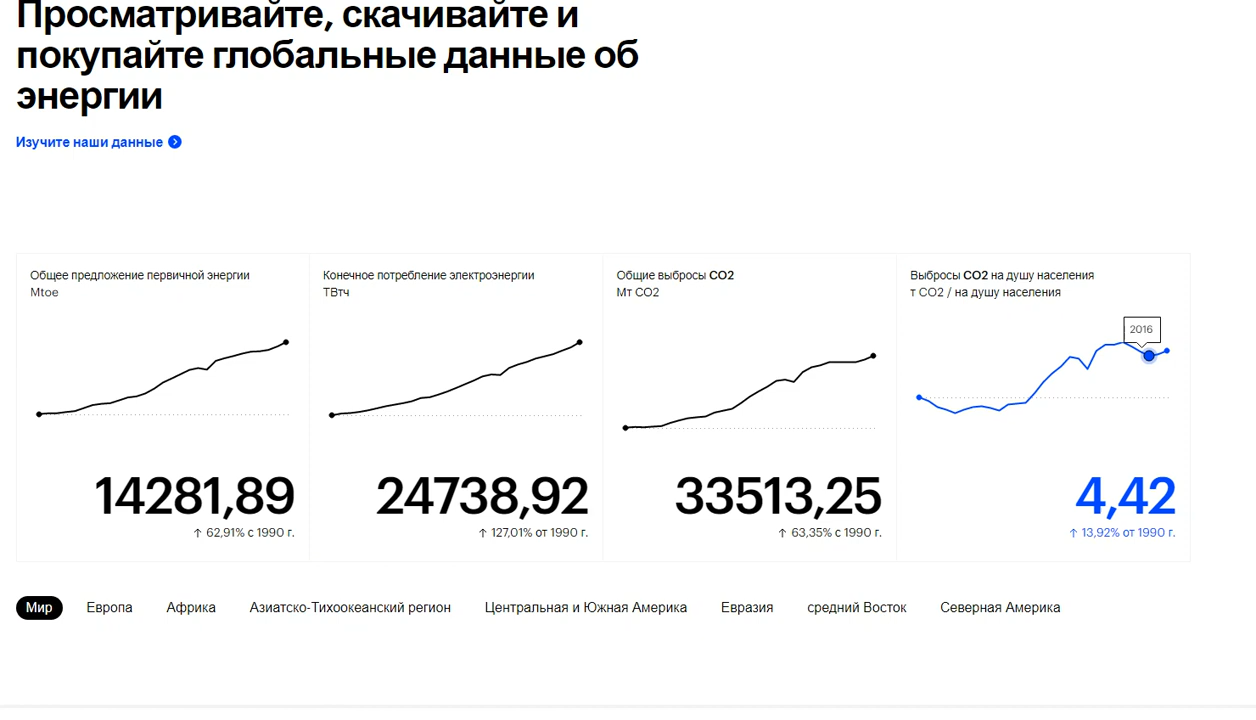 Просматривайте, скачивайте и
покупайте глобальные данные об
энергии
Изучите наши данные
Общее предложение первичной энергии
Mtoe
14281,89
↑ 62,91% с 1990 г.
Конечное потребление электроэнергии
ТВтч
24738,92
↑ 127,01% от 1990 г.
Общие выбросы CO2
Мт CO2
33513,25
↑ 63,35% с 1990 г.
Выбросы CO2 на душу населения
т CO2 / на душу населения
2016
4,42
↑ 13,92% от 1990 г.
Мир Европа Африка Азиатско-Тихоокеанский регион Центральная и Южная Америка Евразия средний Восток Северная Америка